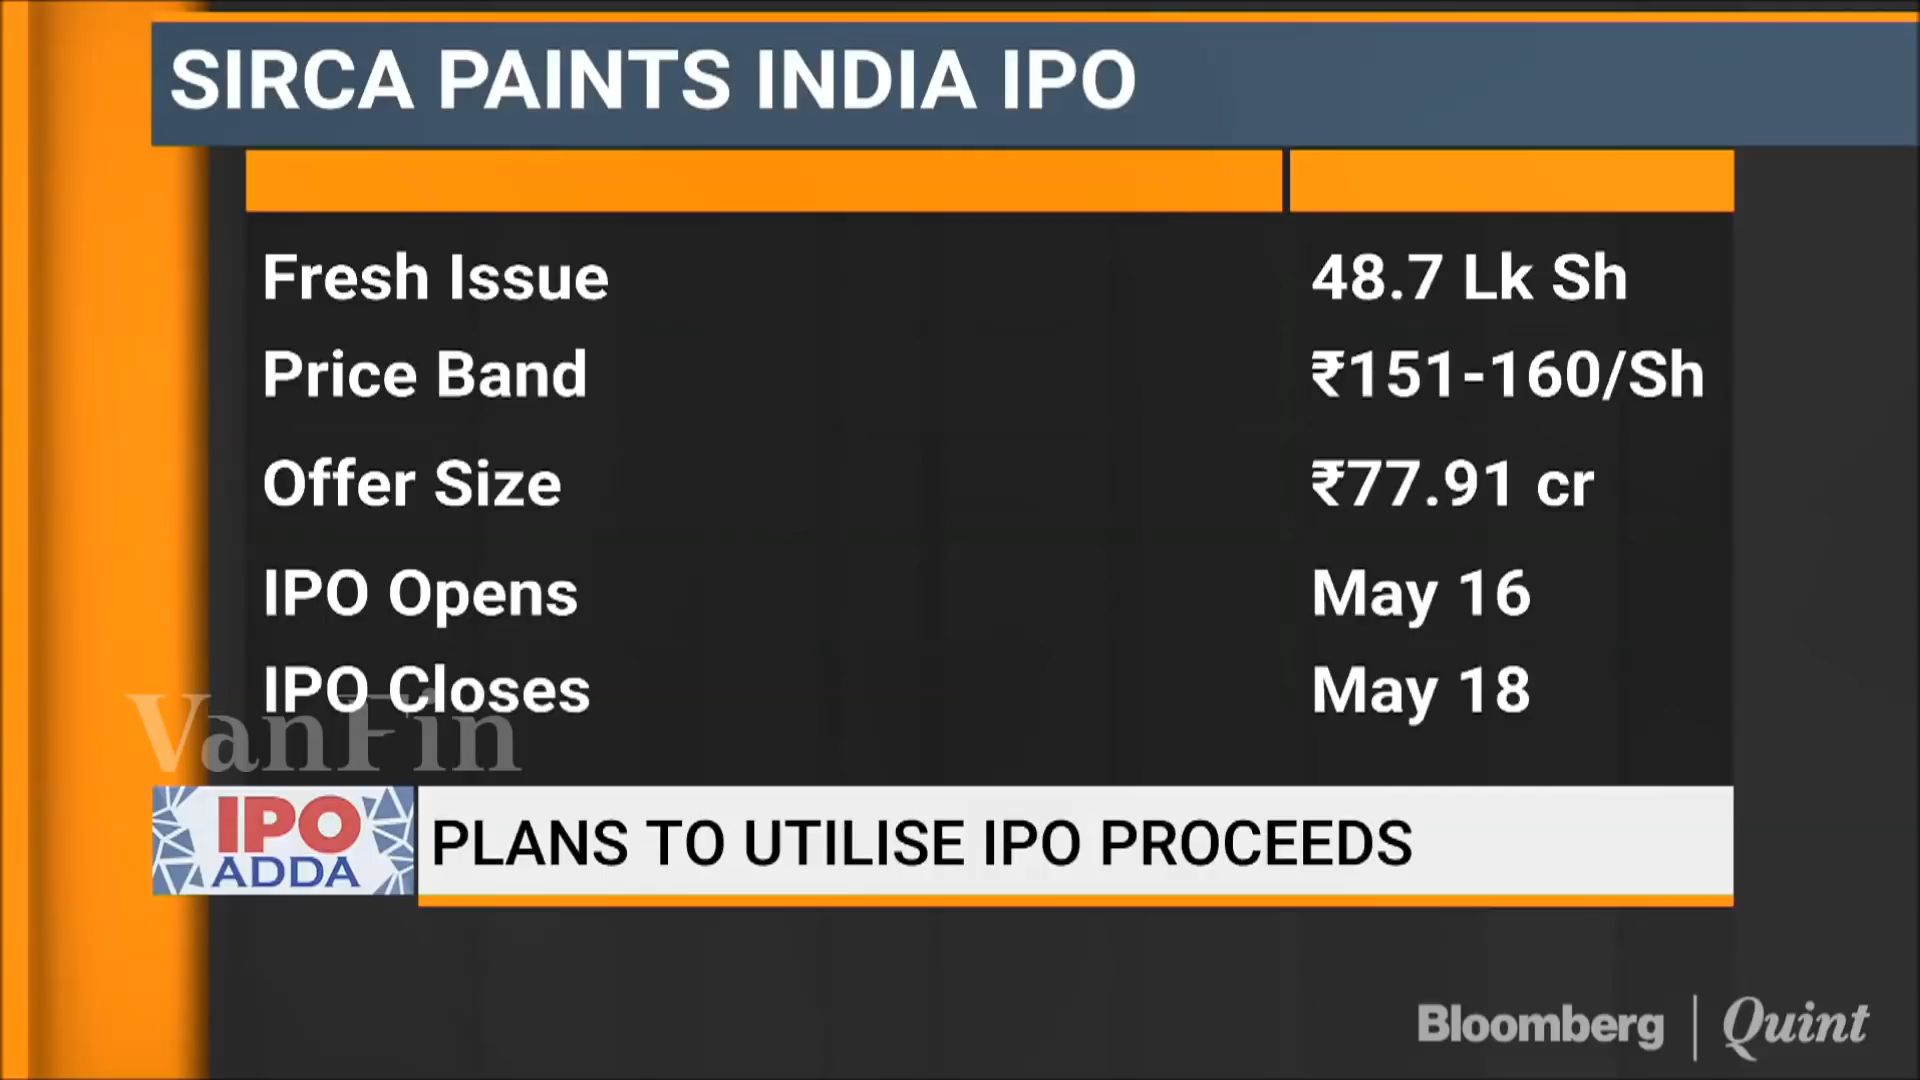 SIRCA PAINTS INDIA IPO
Fresh Issue 48.7 Lk Sh
Price Band ₹151-160/Sh
Offer Size ₹77.91 cr
IPO Opens May 16
IPO Closes May 18
VanFin
IPO
ADDA
PLANS TO UTILISE IPO PROCEEDS
Bloomberg | Quint